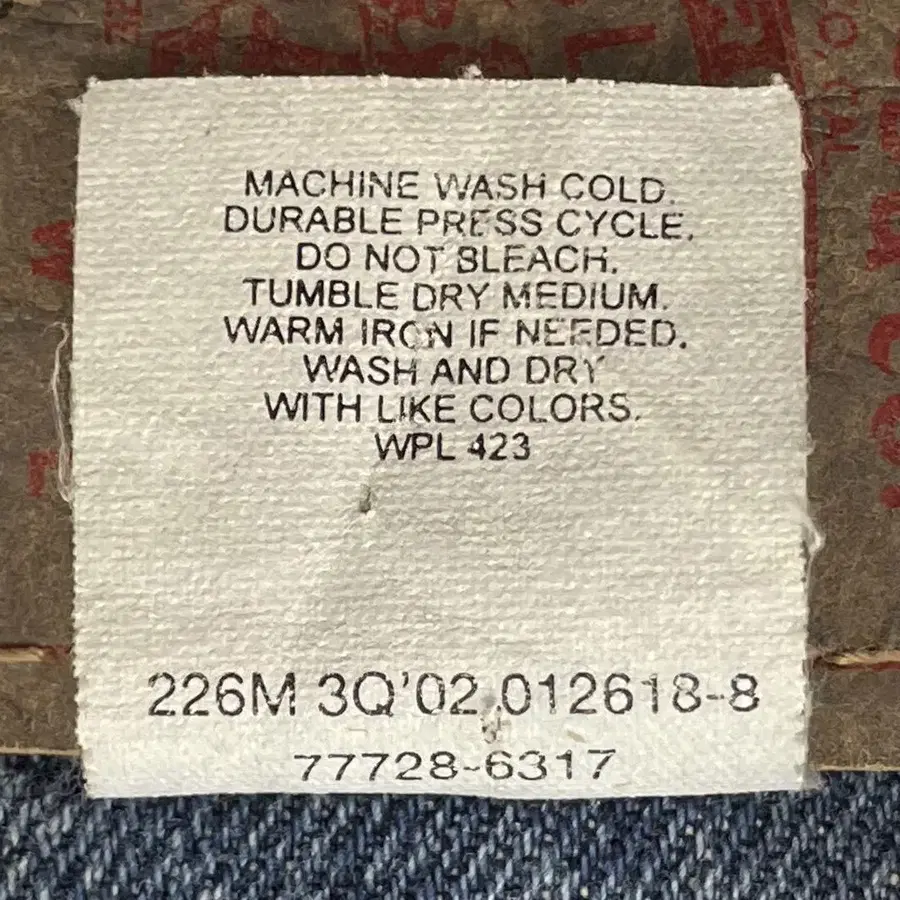 MACHINE WASH COLD.
DURABLE PRESS CYCLE.
DO NOT BLEACH.
TUMBLE DRY MEDIUM.
WARM IRON IF NEEDED.
WASH AND DRY
WITH LIKE COLORS.
WPL 423
226M 3Q'02 012618-8
77728-6317